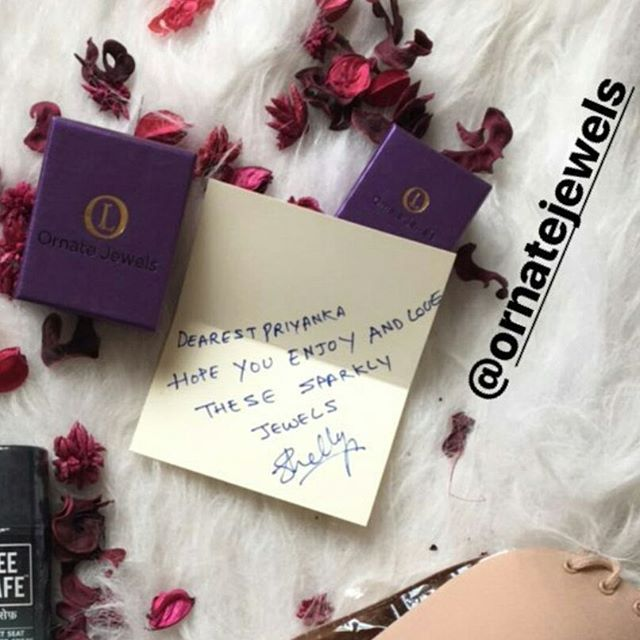 @ornatejewels
Ornate Jewels
DEAREST PRIYANKA
HOPE YOU ENJOY AND LOVE
THESE SPARKLY
JEWELS
Shelly